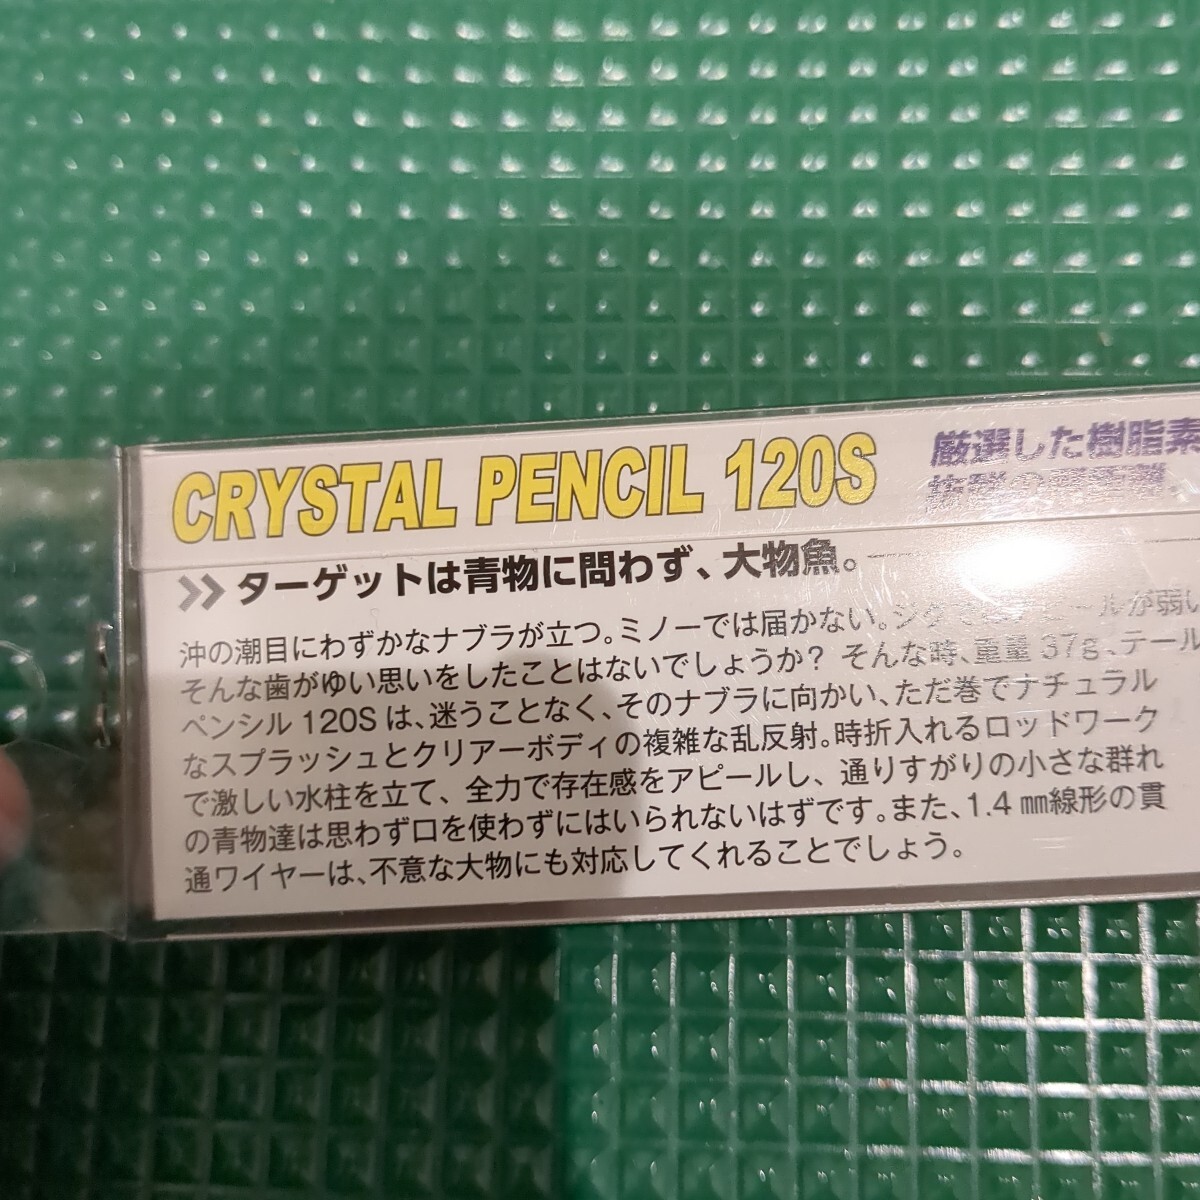 CRYSTAL PENCIL 120S
厳選した樹脂素
ターゲットは青物に問わず、大物魚。
沖の潮目にわずかなナブラが立つ。ミノーでは届かない。ジグ ールが弱い
そんな歯がゆい思いをしたことはないでしょうか? そんな時、重量 37g、テール
ペンシル 120S は、迷うことなく、そのナブラに向かい、ただ巻でナチュラル
なスプラッシュとクリアーボディの複雑な乱反射。時折入れるロッドワーク
で激しい水柱を立て、全力で存在感をアピールし、通りすがりの小さな群れ
の青物達は思わず口を使わずにはいられないはずです。また、1.4 ㎜線形の貫
通ワイヤーは、不意な大物にも対応してくれることでしょう。